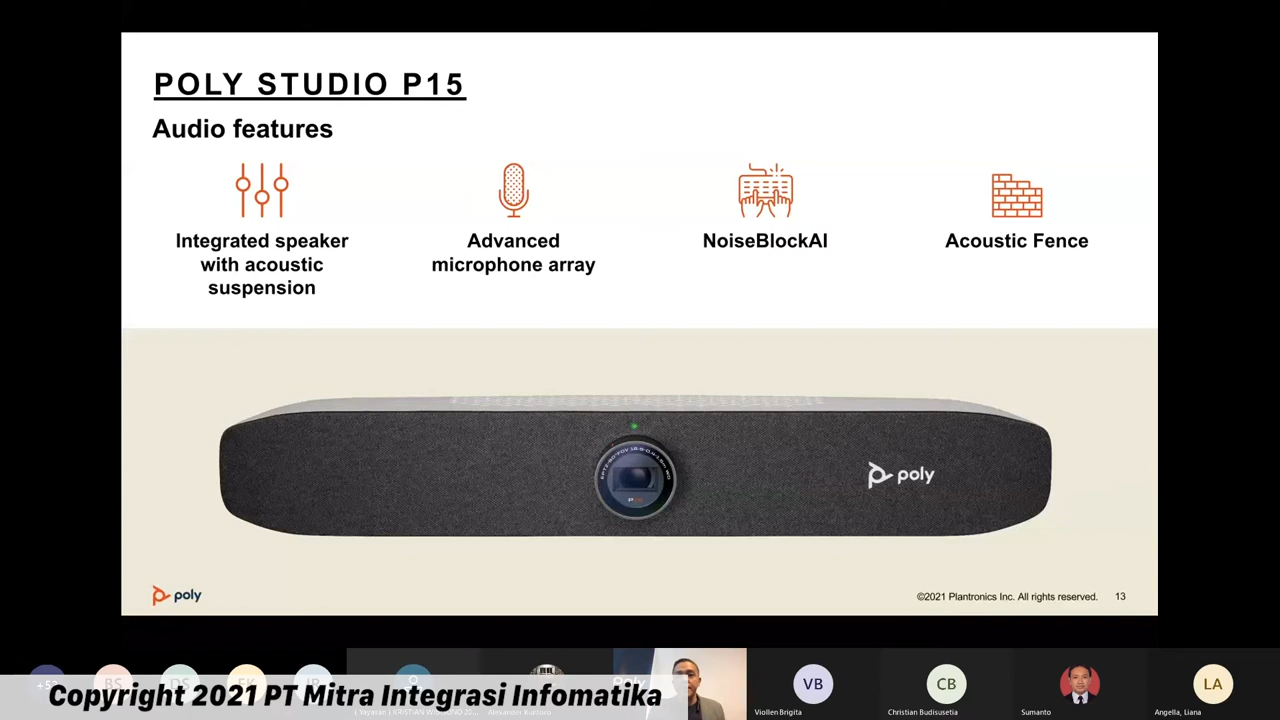 POLY STUDIO P15
Audio features
Integrated speaker
with acoustic
suspension
Advanced
microphone array
NoiseBlockAI
Acoustic Fence
poly
poly
©2021 Plantronics Inc. All rights reserved. 13
Copyright 2021 PT Mitra Integrasi Infomatika
VB
CB
LA
Viollen Brigita
Christian Budisusetia
Sumanto
Angella, Liana